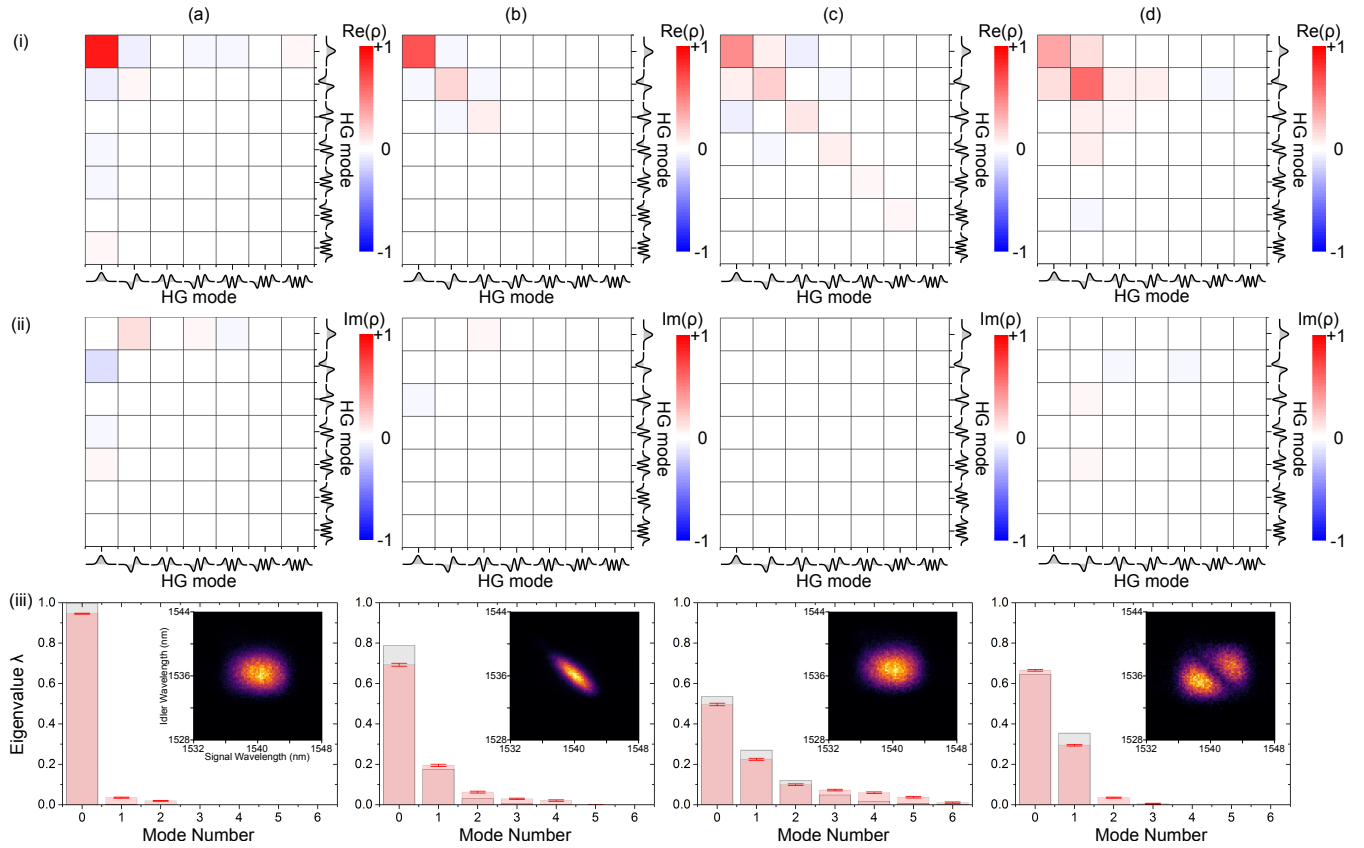 (a) (b) (c) (d)
(i) Re(ρ) Re(ρ) Re(ρ) Re(ρ)
+1 +1 +1 +1
HG mode HG mode HG mode HG mode
0 0 0 0
-1 -1 -1 -1
HG mode HG mode HG mode HG mode
(ii) Im(ρ) Im(ρ) Im(ρ) Im(ρ)
+1 +1 +1 +1
HG mode HG mode HG mode HG mode
0 0 0 0
-1 -1 -1 -1
HG mode HG mode HG mode HG mode
(iii)
Eigenvalue λ
1.0 0.8 0.6 0.4 0.2 0.0
Idler Wavelength (nm)
1544 1536 1528
1532 1540 1548
Signal Wavelength (nm)
0 1 2 3 4 5 6
Mode Number
1.0 0.8 0.6 0.4 0.2 0.0
1544 1536 1528
1532 1540 1548
0 1 2 3 4 5 6
Mode Number
1.0 0.8 0.6 0.4 0.2 0.0
1544 1536 1528
1532 1540 1548
0 1 2 3 4 5 6
Mode Number
1.0 0.8 0.6 0.4 0.2 0.0
1544 1536 1528
1532 1540 1548
0 1 2 3 4 5 6
Mode Number